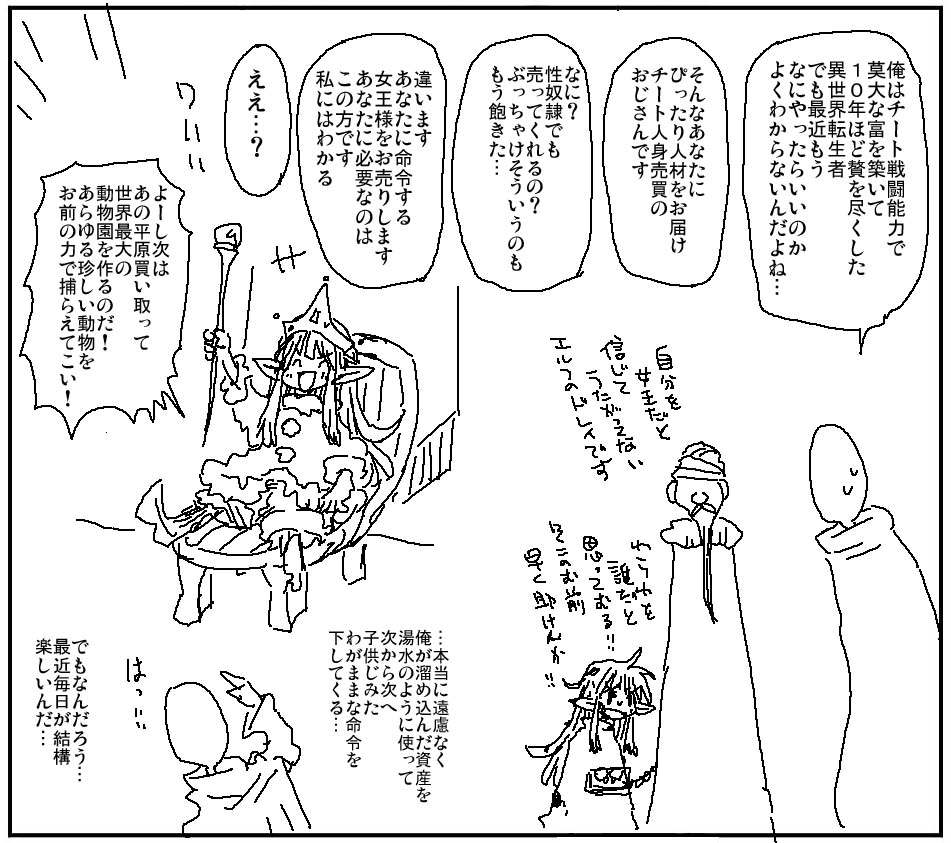 俺はチート戦闘能力で
莫大な富を築いて
１０年ほど贅を尽くした
異世界転生者
でも最近もう
なにやったらいいのか
よくわからないんだよね…
そんなあなたに
ぴったり人材をお届け
チート人身売買の
おじさんです
なに？
性奴隷でも
売ってくれるの？
ぶっちゃけそういうのも
もう飽きた…
違います
あなたに命令する
女王様をお売りします
あなたに必要なのは
この方です
私にはわかる
ええ…？
自分を
女王だと
信じて
うたがえない
エルフのドレイです
わらわを
誰だと
思っておる!!
そこのお前
早く助けんか!!
ワハハ
よーし次は
あの平原買い取って
世界最大の
動物園を作るのだ！
あらゆる珍しい動物を
お前の力で捕らえてこい！
はっ
…本当に遠慮なく
俺が溜め込んだ資産を
湯水のように使って
次から次へ
子供じみた
わがままな命令を
下してくる…
でもなんだろう…
最近毎日が結構
楽しいんだ…